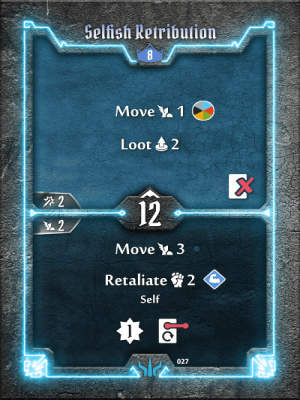 Selfish Retribution
8
Move 1
Loot 2
2
12
2
Move 3
Retaliate 2
Self
1
027